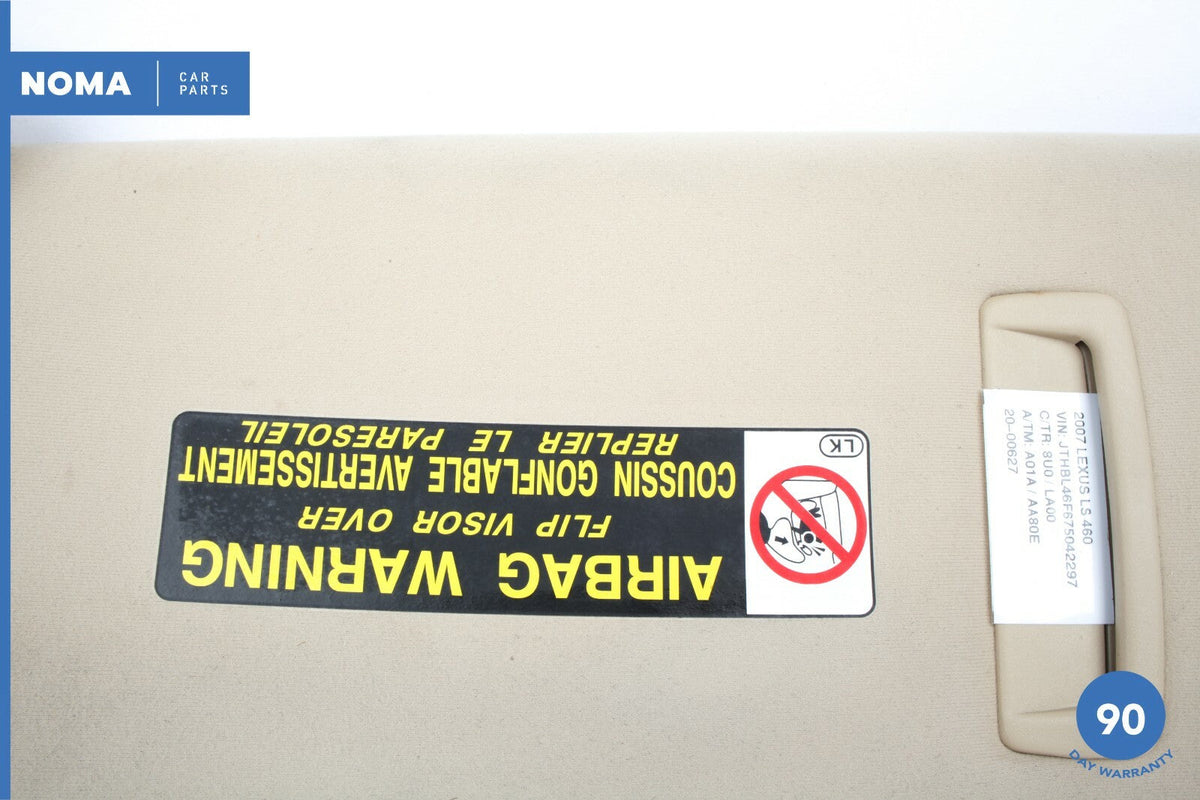 NOMA
CAR
PARTS
AIRBAG WARNING
FLIP VISOR OVER
COUSSIN GONFLABLE AVERTISSEMENT
REPLIER LE PARESOLEIL
LK
2007 LEXUS LS 460
VIN: JTHBL46F675042297
C/TR: 8U0 / LA00
A/TM: A01A / AA80E
20-00627
90
DAY WARRANTY